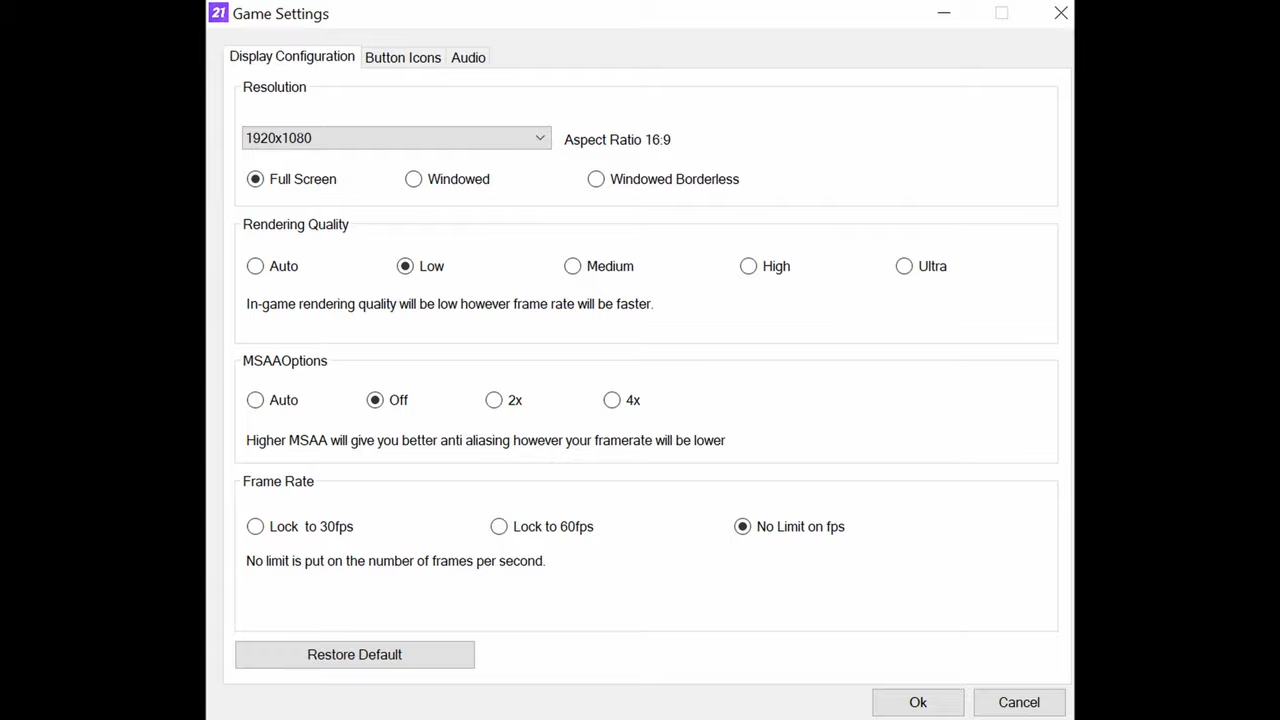 21 Game Settings
Display Configuration Button Icons Audio
Resolution
1920x1080 Aspect Ratio 16:9
Full Screen Windowed Windowed Borderless
Rendering Quality
Auto Low Medium High Ultra
In-game rendering quality will be low however frame rate will be faster.
MSAAOptions
Auto Off 2x 4x
Higher MSAA will give you better anti aliasing however your framerate will be lower
Frame Rate
Lock  to 30fps Lock to 60fps No Limit on fps
No limit is put on the number of frames per second.
Restore Default
Ok Cancel